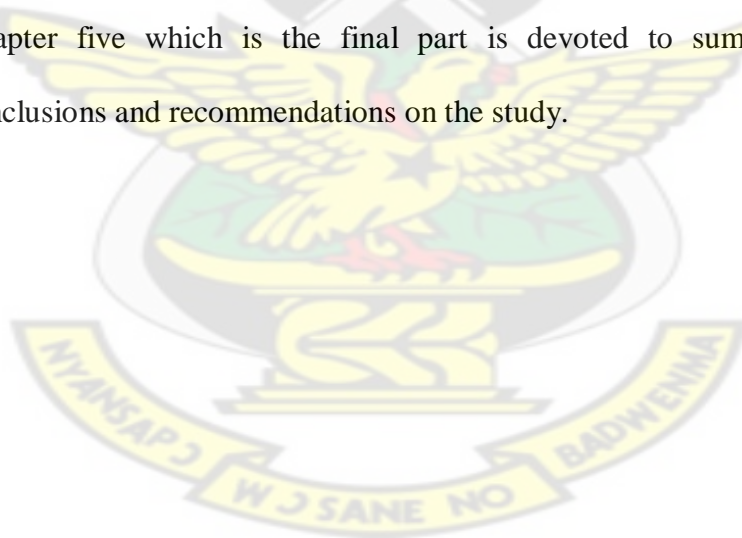 apter five which is the final part is devoted to sum
nclusions and recommendations on the study.
NYANSAPƆ WƆSANE NO BADWENMA